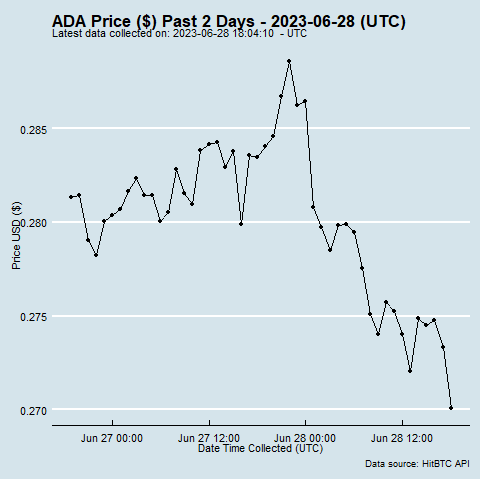 ADA Price ($) Past 2 Days - 2023-06-28 (UTC)
Latest data collected on: 2023-06-28 18:04:10 - UTC
0.285
0.280
0.275
0.270
Price USD ($)
Jun 27 00:00
Jun 27 12:00
Jun 28 00:00
Jun 28 12:00
Date Time Collected (UTC)
Data source: HitBTC API